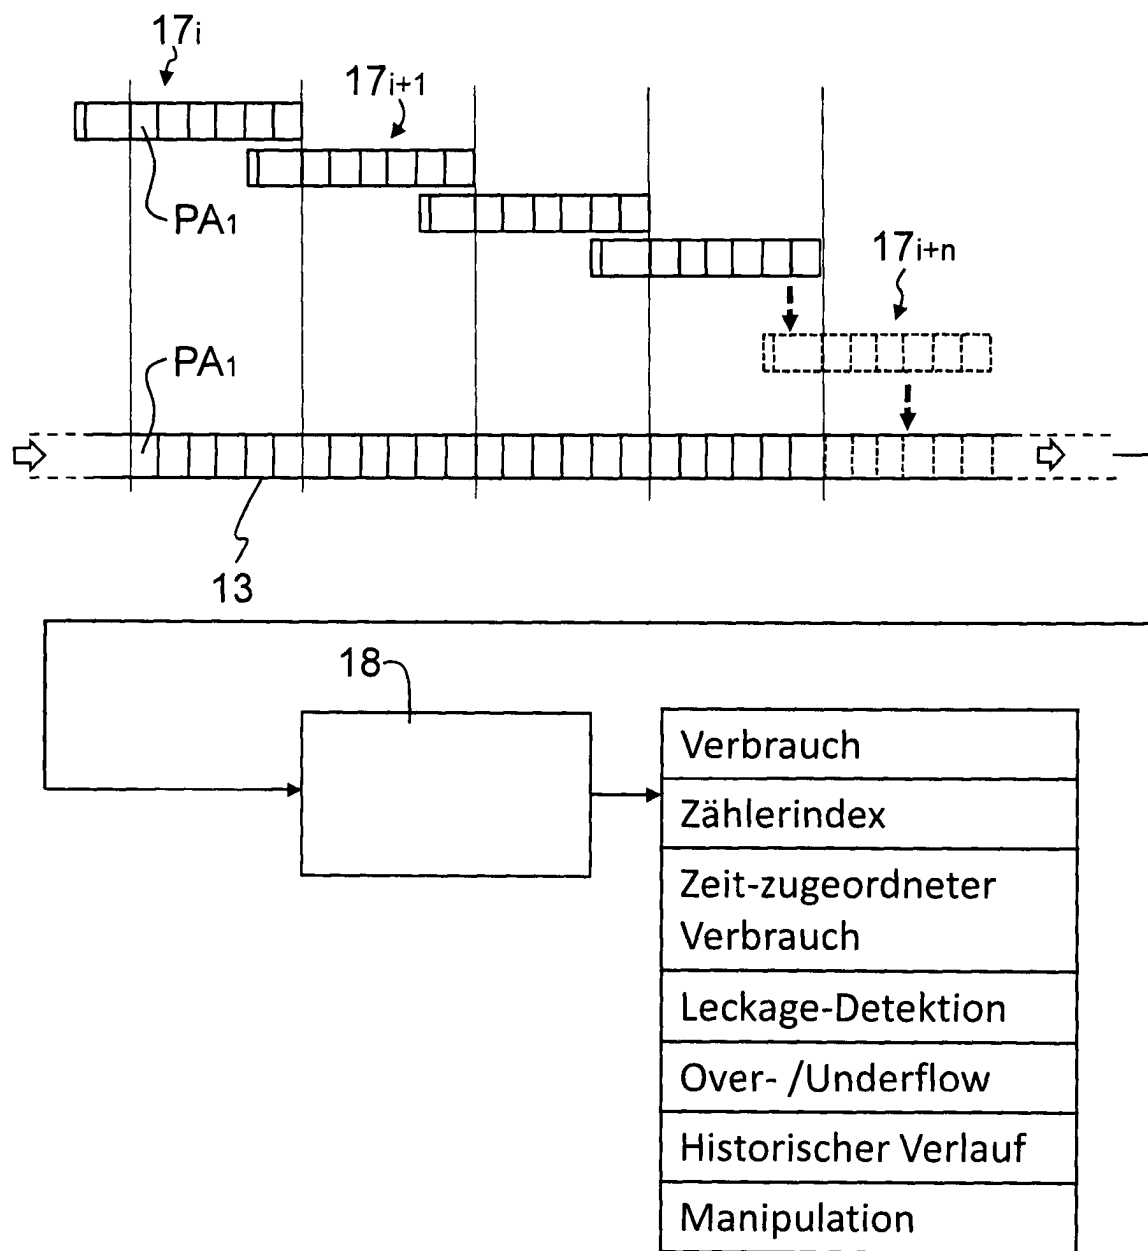 17i
17i+1
PA1
17i+n
PA1
13
18
Verbrauch
Zählerindex
Zeit-zugeordneter
Verbrauch
Leckage-Detektion
Over- /Underflow
Historischer Verlauf
Manipulation